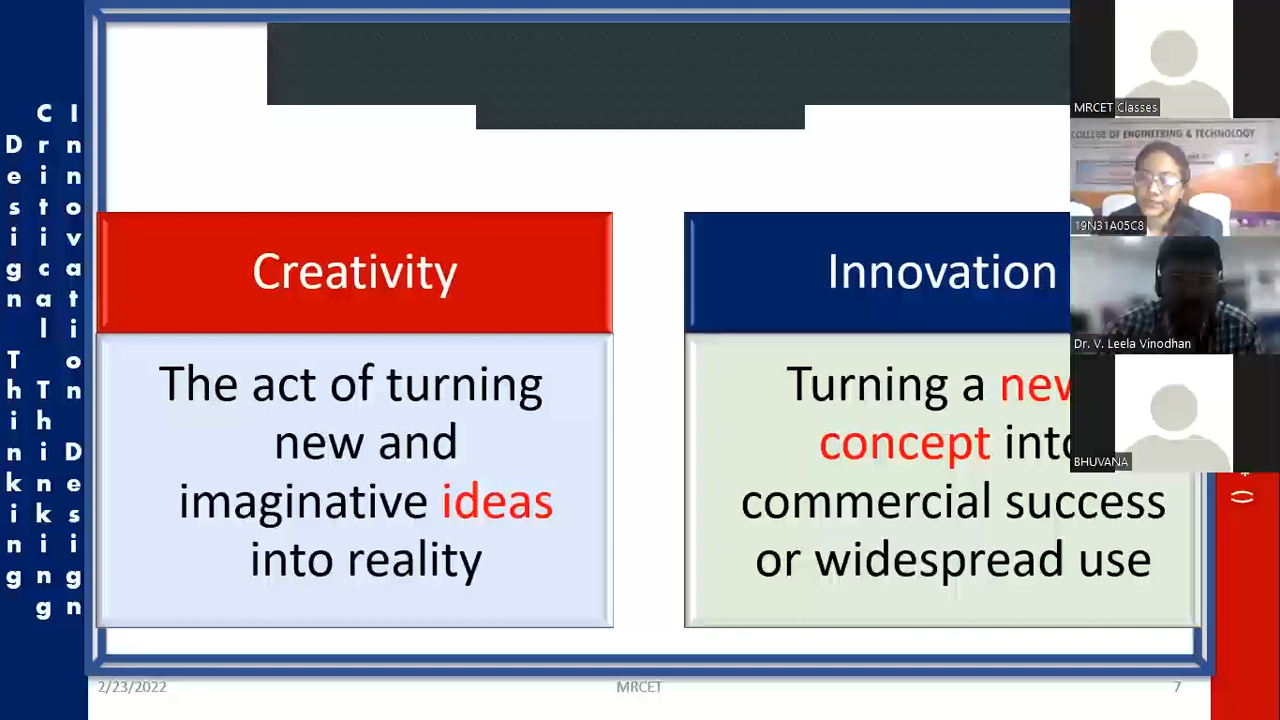 Design Thinking
Critical Thinking
Innovation Design
Creativity
The act of turning
new and
imaginative ideas
into reality
Innovation
Turning a new
concept into
commercial success
or widespread use
MRCET Classes
COLLEGE OF ENGINEERING & TECHNOLOGY
19N31A05C8
Dr. V. Leela Vinodhan
BHUVANA
2/23/2022
MRCET
7